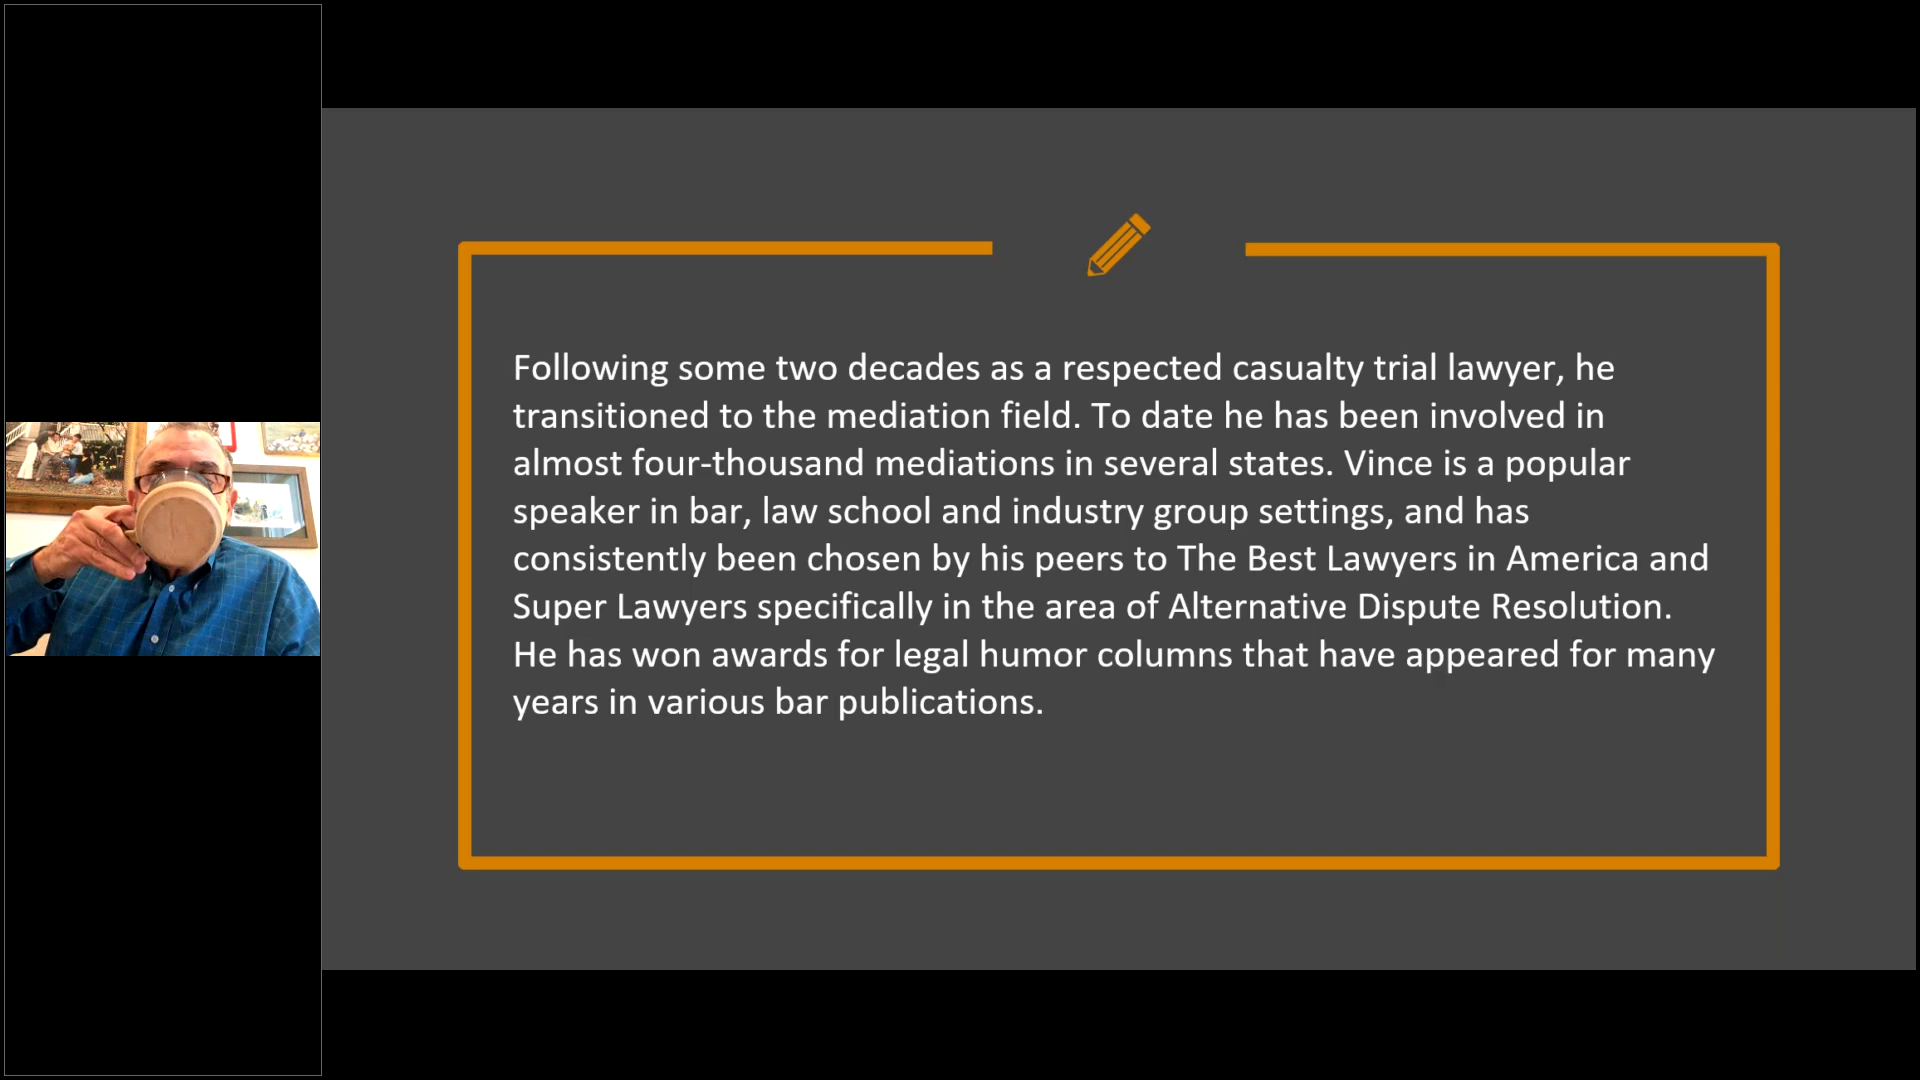 Following some two decades as a respected casualty trial lawyer, he
transitioned to the mediation field. To date he has been involved in
almost four-thousand mediations in several states. Vince is a popular
speaker in bar, law school and industry group settings, and has
consistently been chosen by his peers to The Best Lawyers in America and
Super Lawyers specifically in the area of Alternative Dispute Resolution.
He has won awards for legal humor columns that have appeared for many
years in various bar publications.